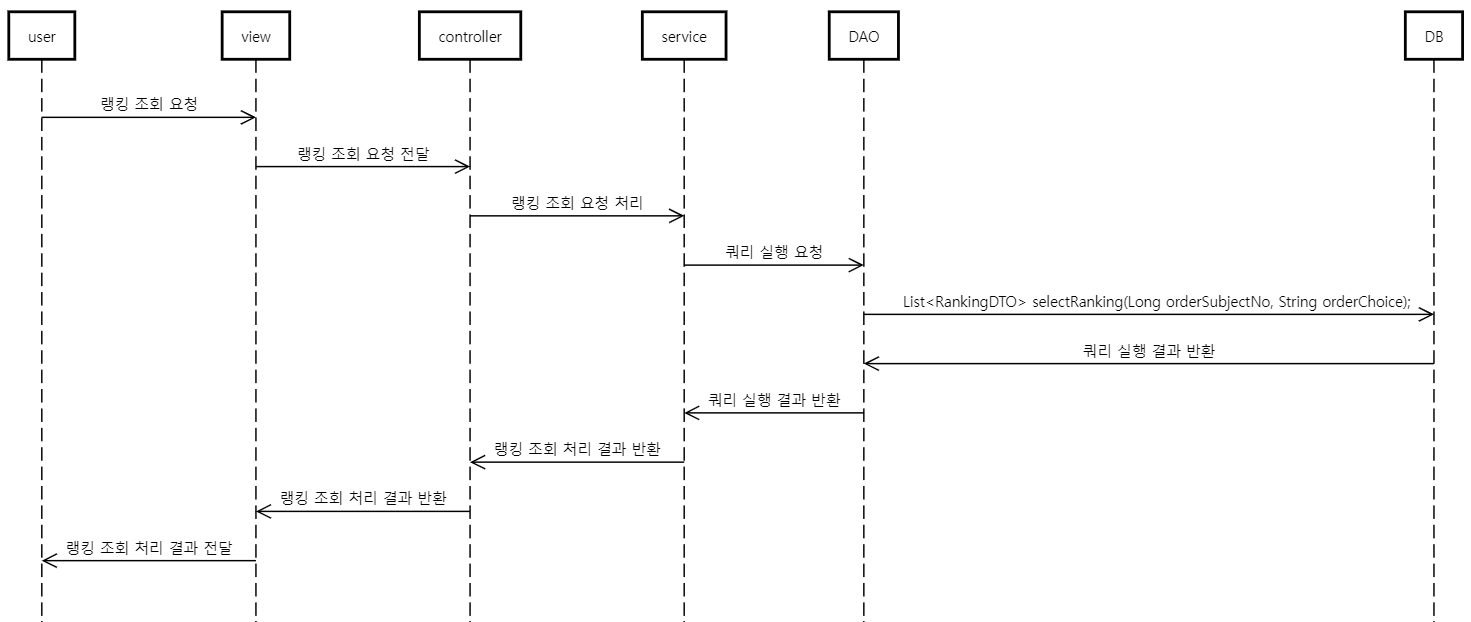 user
view
controller
service
DAO
DB
랭킹 조회 요청
랭킹 조회 요청 전달
랭킹 조회 요청 처리
쿼리 실행 요청
List<RankingDTO> selectRanking(Long orderSubjectNo, String orderChoice);
쿼리 실행 결과 반환
쿼리 실행 결과 반환
랭킹 조회 처리 결과 반환
랭킹 조회 처리 결과 반환
랭킹 조회 처리 결과 전달